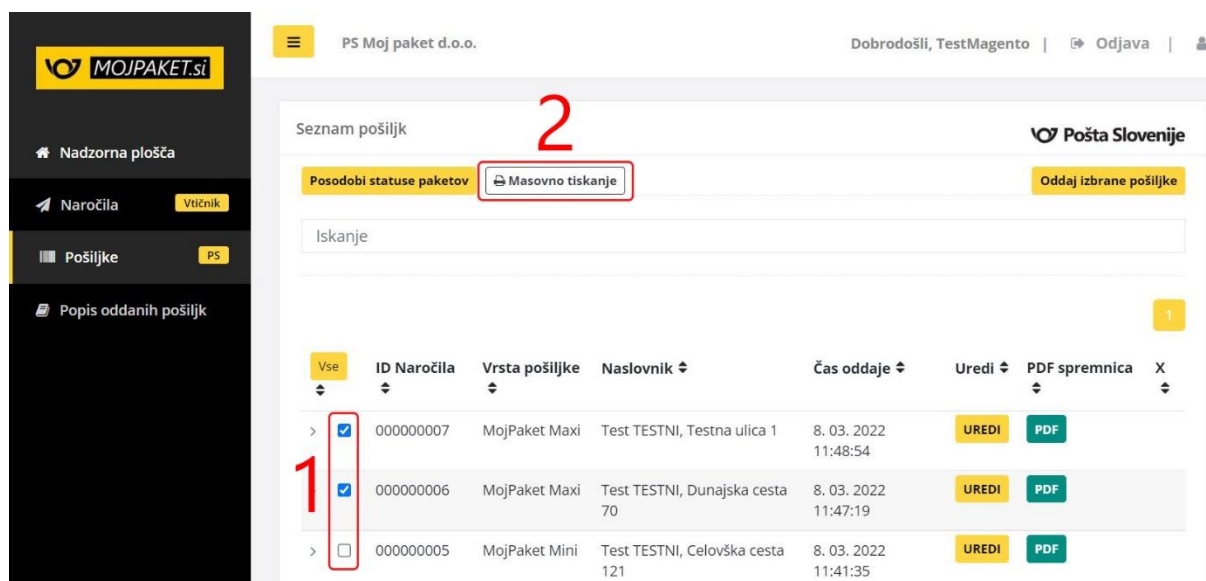 MOJPAKET.si
PS Moj paket d.o.o.
Dobrodošli, TestMagento | Odjava |
Nadzorna plošča
Naročila Vtičnik
Pošiljke PS
Popis oddanih pošiljk
Seznam pošiljk
2
Pošta Slovenije
Posodobi statuse paketov Masovno tiskanje Oddaj izbrane pošiljke
Iskanje
1
Vse ID Naročila Vrsta pošiljke Naslovnik Čas oddaje Uredi PDF spremnica X
000000007 MojPaket Maxi Test TESTNI, Testna ulica 1 8. 03. 2022 UREDI PDF
11:48:54
1
000000006 MojPaket Maxi Test TESTNI, Dunajska cesta 8. 03. 2022 UREDI PDF
70 11:47:19
000000005 MojPaket Mini Test TESTNI, Celovška cesta 8. 03. 2022 UREDI PDF
121 11:41:35